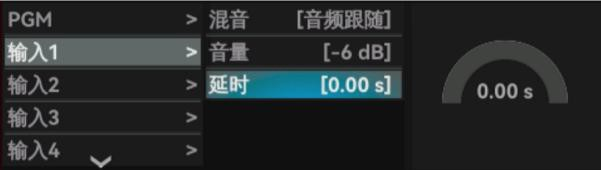 PGM >
输入1 >
输入2 >
输入3 >
输入4 >
混音 [音频跟随]
音量 [-6 dB]
延时 [0.00 s]
0.00 s